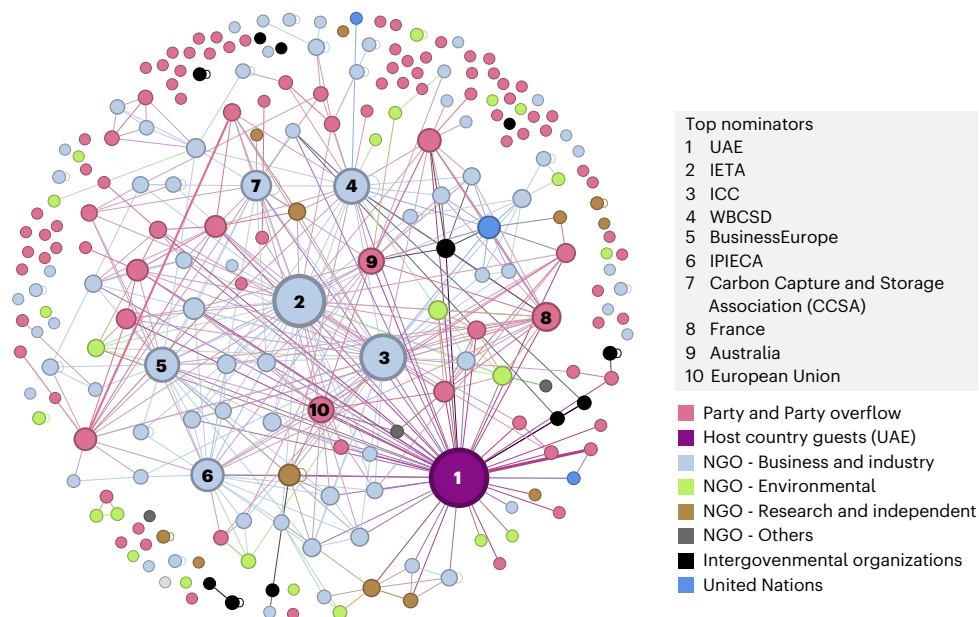 7
4
9
2
8
3
5
10
6
1
Top nominators
1 UAE
2 IETA
3 ICC
4 WBCSD
5 BusinessEurope
6 IPIECA
7 Carbon Capture and Storage
Association (CCSA)
8 France
9 Australia
10 European Union
Party and Party overflow
Host country guests (UAE)
NGO - Business and industry
NGO - Environmental
NGO - Research and independent
NGO - Others
Intergovenmental organizations
United Nations